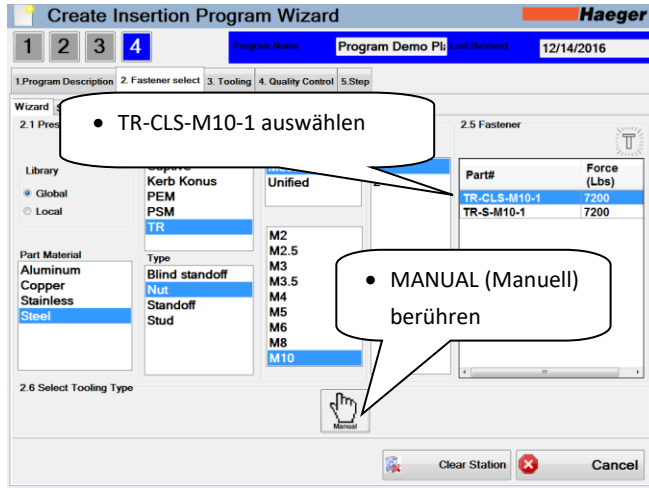 Create Insertion Program Wizard
Haeger
1 2 3 4
Program Name
Program Demo Pl
Last Revised
12/14/2016
1.Program Description 2. Fastener select 3. Tooling 4. Quality Control 5.Step
Wizard
2.1 Pres
• TR-CLS-M10-1 auswählen
2.5 Fastener
Library
Global
Local
Part Material
Aluminum
Copper
Stainless
Steel
Kerb Konus
PEM
PSM
TR
Type
Blind standoff
Nut
Standoff
Stud
Unified
M2
M2.5
M3
M3.5
M4
M5
M6
M8
M10
Part# Force (Lbs)
TR-CLS-M10-1 7200
TR-S-M10-1 7200
• MANUAL (Manuell)
berühren
2.6 Select Tooling Type
Manual
Clear Station
Cancel